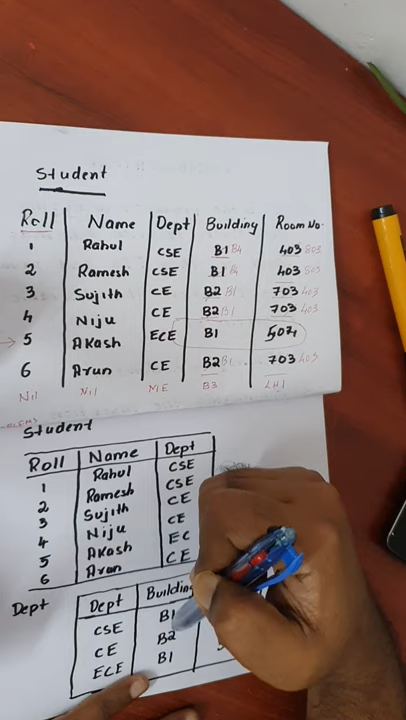 Student
Roll Name Dept Building Room No.
1 Rahul CSE B1 B4 403 803
2 Ramesh CSE B1 B4 403 803
3 Sujith CE B2 B1 703 403
4 Niju CE B2 B1 703 403
5 Akash ECE B1
6 Arun CE B2 B1 703 403
Nil Nil ME B3 LH1
Student
Roll Name Dept
1 Rahul CSE
2 Ramesh CSE
3 Sujith CE
4 Niju CE
5 Akash EC
6 Arun CE
Dept
Dept Building
CSE B1
CE B2
ECE B1